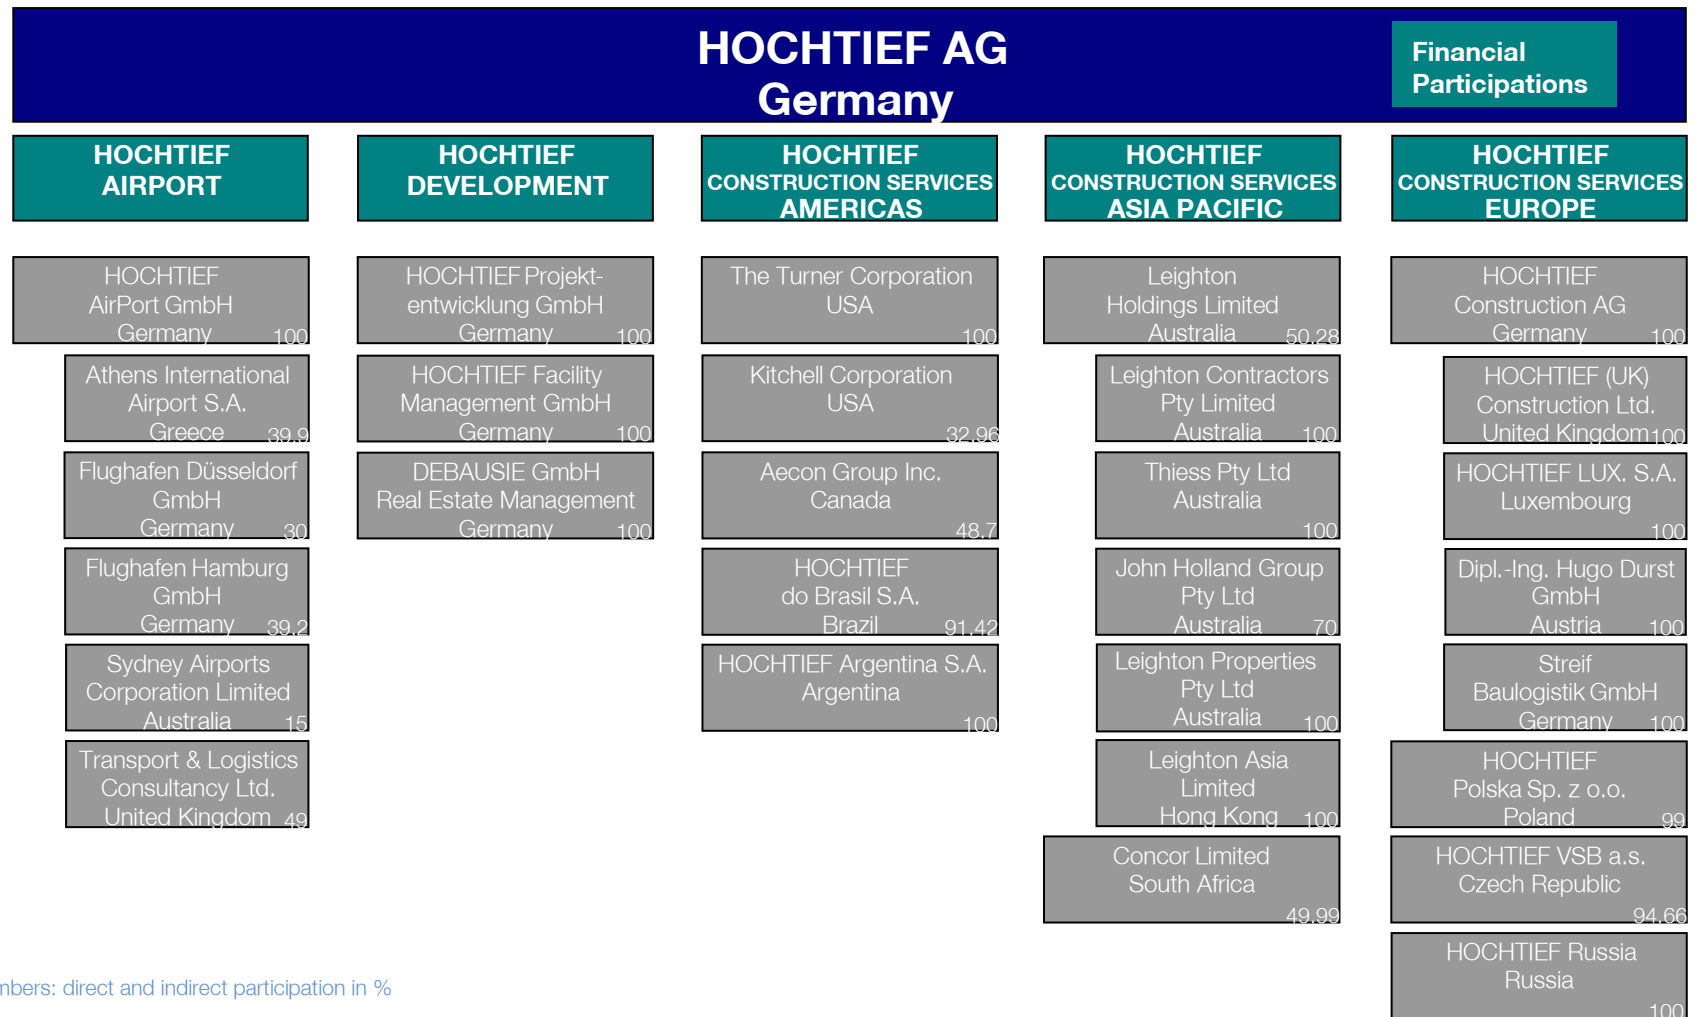 HOCHTIEF AG
Germany
Financial
Participations
HOCHTIEF
AIRPORT
HOCHTIEF
DEVELOPMENT
HOCHTIEF
CONSTRUCTION SERVICES
AMERICAS
HOCHTIEF
CONSTRUCTION SERVICES
ASIA PACIFIC
HOCHTIEF
CONSTRUCTION SERVICES
EUROPE
HOCHTIEF
AirPort GmbH
Germany 100
Athens International
Airport S.A.
Greece 39.9
Flughafen Düsseldorf
GmbH
Germany 30
Flughafen Hamburg
GmbH
Germany 39.2
Sydney Airports
Corporation Limited
Australia 15
Transport & Logistics
Consultancy Ltd.
United Kingdom 49
HOCHTIEF Projekt-
entwicklung GmbH
Germany 100
HOCHTIEF Facility
Management GmbH
Germany 100
DEBAUSIE GmbH
Real Estate Management
Germany 100
The Turner Corporation
USA
100
Kitchell Corporation
USA
32.96
Aecon Group Inc.
Canada
48.7
HOCHTIEF
do Brasil S.A.
Brazil 91.42
HOCHTIEF Argentina S.A.
Argentina
100
Leighton
Holdings Limited
Australia 50.28
Leighton Contractors
Pty Limited
Australia 100
Thiess Pty Ltd
Australia
100
John Holland Group
Pty Ltd
Australia 70
Leighton Properties
Pty Ltd
Australia 100
Leighton Asia
Limited
Hong Kong 100
Concor Limited
South Africa
49.99
HOCHTIEF
Construction AG
Germany 100
HOCHTIEF (UK)
Construction Ltd.
United Kingdom 100
HOCHTIEF LUX. S.A.
Luxembourg
100
Dipl.-Ing. Hugo Durst
GmbH
Austria 100
Streif
Baulogistik GmbH
Germany 100
HOCHTIEF
Polska Sp. z o.o.
Poland 99
HOCHTIEF VSB a.s.
Czech Republic
94.66
HOCHTIEF Russia
Russia
100
mbers: direct and indirect participation in %